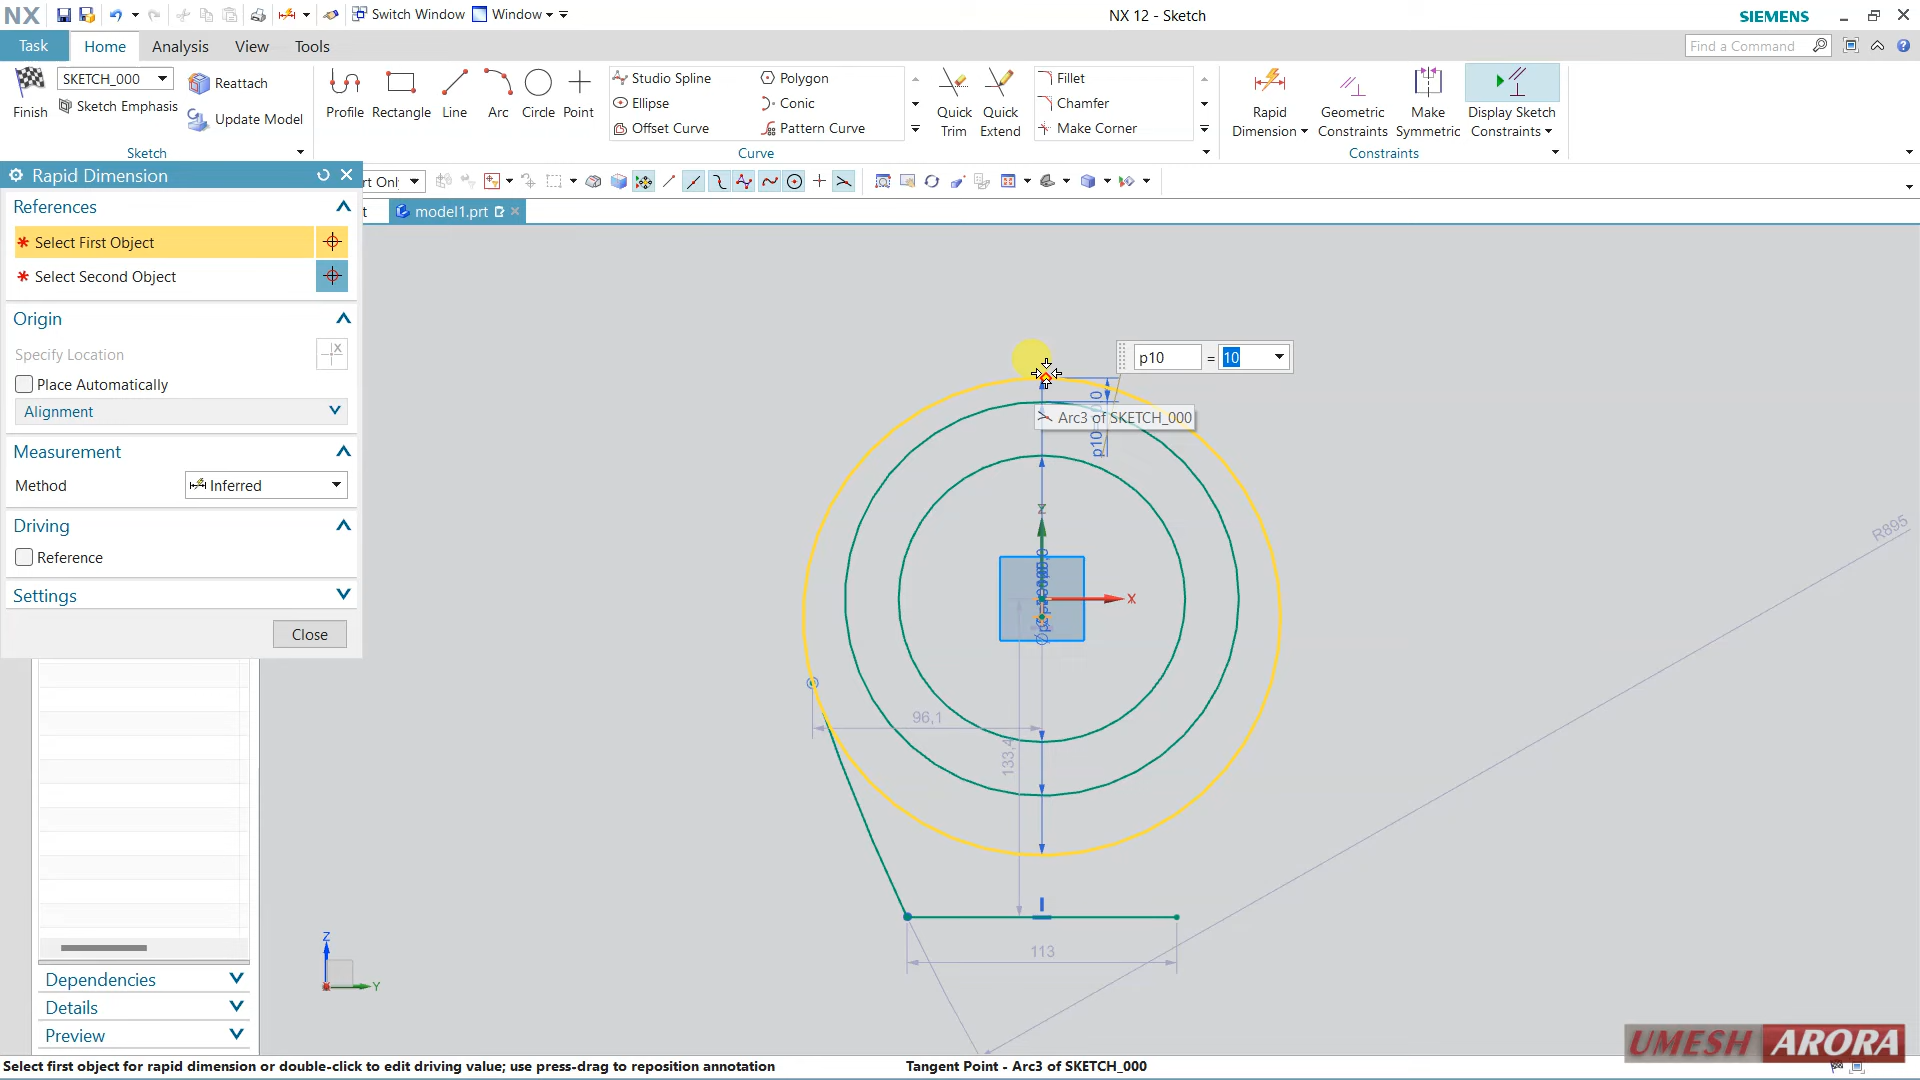 NX
Switch Window
Window
NX 12 - Sketch
SIEMENS
Task
Home
Analysis
View
Tools
Find a Command
Finish
SKETCH_000
Sketch Emphasis
Reattach
Update Model
Sketch
Profile
Rectangle
Line
Arc
Circle
Point
Studio Spline
Ellipse
Offset Curve
Polygon
Conic
Pattern Curve
Curve
Quick
Trim
Quick
Extend
Fillet
Chamfer
Make Corner
Rapid
Dimension
Geometric
Constraints
Make
Symmetric
Display Sketch
Constraints
Constraints
Rapid Dimension
rt Onl
t
model1.prt
References
* Select First Object
* Select Second Object
Origin
Specify Location
Place Automatically
Alignment
Measurement
Method
Inferred
Driving
Reference
Settings
Close
Dependencies
Details
Preview
p10
=
10
Arc3 of SKETCH_000
Z
X
R895
96,1
133,4
113
Z
Y
UMESH ARORA
Select first object for rapid dimension or double-click to edit driving value; use press-drag to reposition annotation
Tangent Point - Arc3 of SKETCH_000